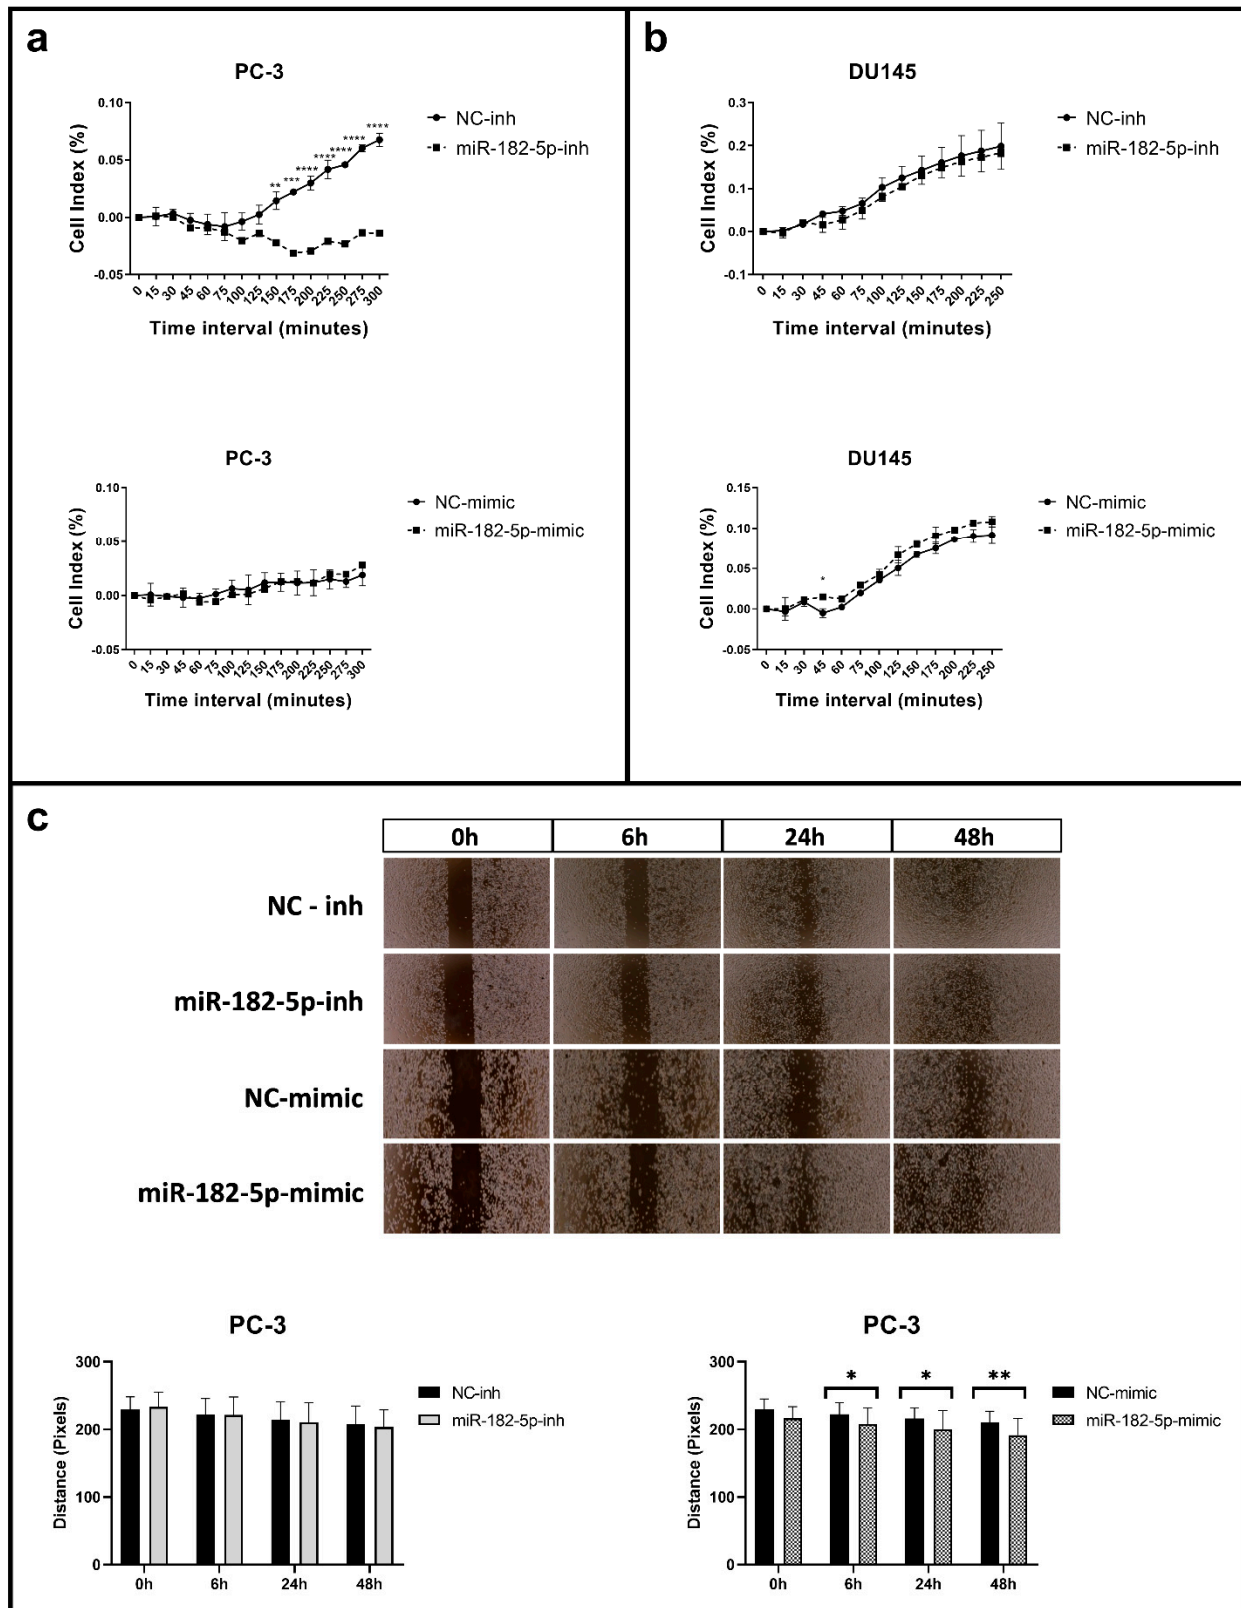 a
PC-3
Cell Index (%)
0.10
0.05
0.00
-0.05
** *** **** **** **** **** ****
0 15 30 45 60 75 100 125 150 175 200 225 250 275 300
Time interval (minutes)
NC-inh
miR-182-5p-inh
PC-3
Cell Index (%)
0.10
0.05
0.00
-0.05
0 15 30 45 60 75 100 125 150 175 200 225 250 275 300
Time interval (minutes)
NC-mimic
miR-182-5p-mimic
b
DU145
Cell Index (%)
0.3
0.2
0.1
0.0
-0.1
0 15 30 45 60 75 100 125 150 175 200 225 250
Time interval (minutes)
NC-inh
miR-182-5p-inh
DU145
Cell Index (%)
0.15
0.10
0.05
0.00
-0.05
*
0 15 30 45 60 75 100 125 150 175 200 225 250
Time interval (minutes)
NC-mimic
miR-182-5p-mimic
c
0h 6h 24h 48h
NC - inh
miR-182-5p-inh
NC-mimic
miR-182-5p-mimic
PC-3
Distance (Pixels)
300
200
100
0
0h 6h 24h 48h
NC-inh
miR-182-5p-inh
PC-3
Distance (Pixels)
300
200
100
0
* * **
0h 6h 24h 48h
NC-mimic
miR-182-5p-mimic